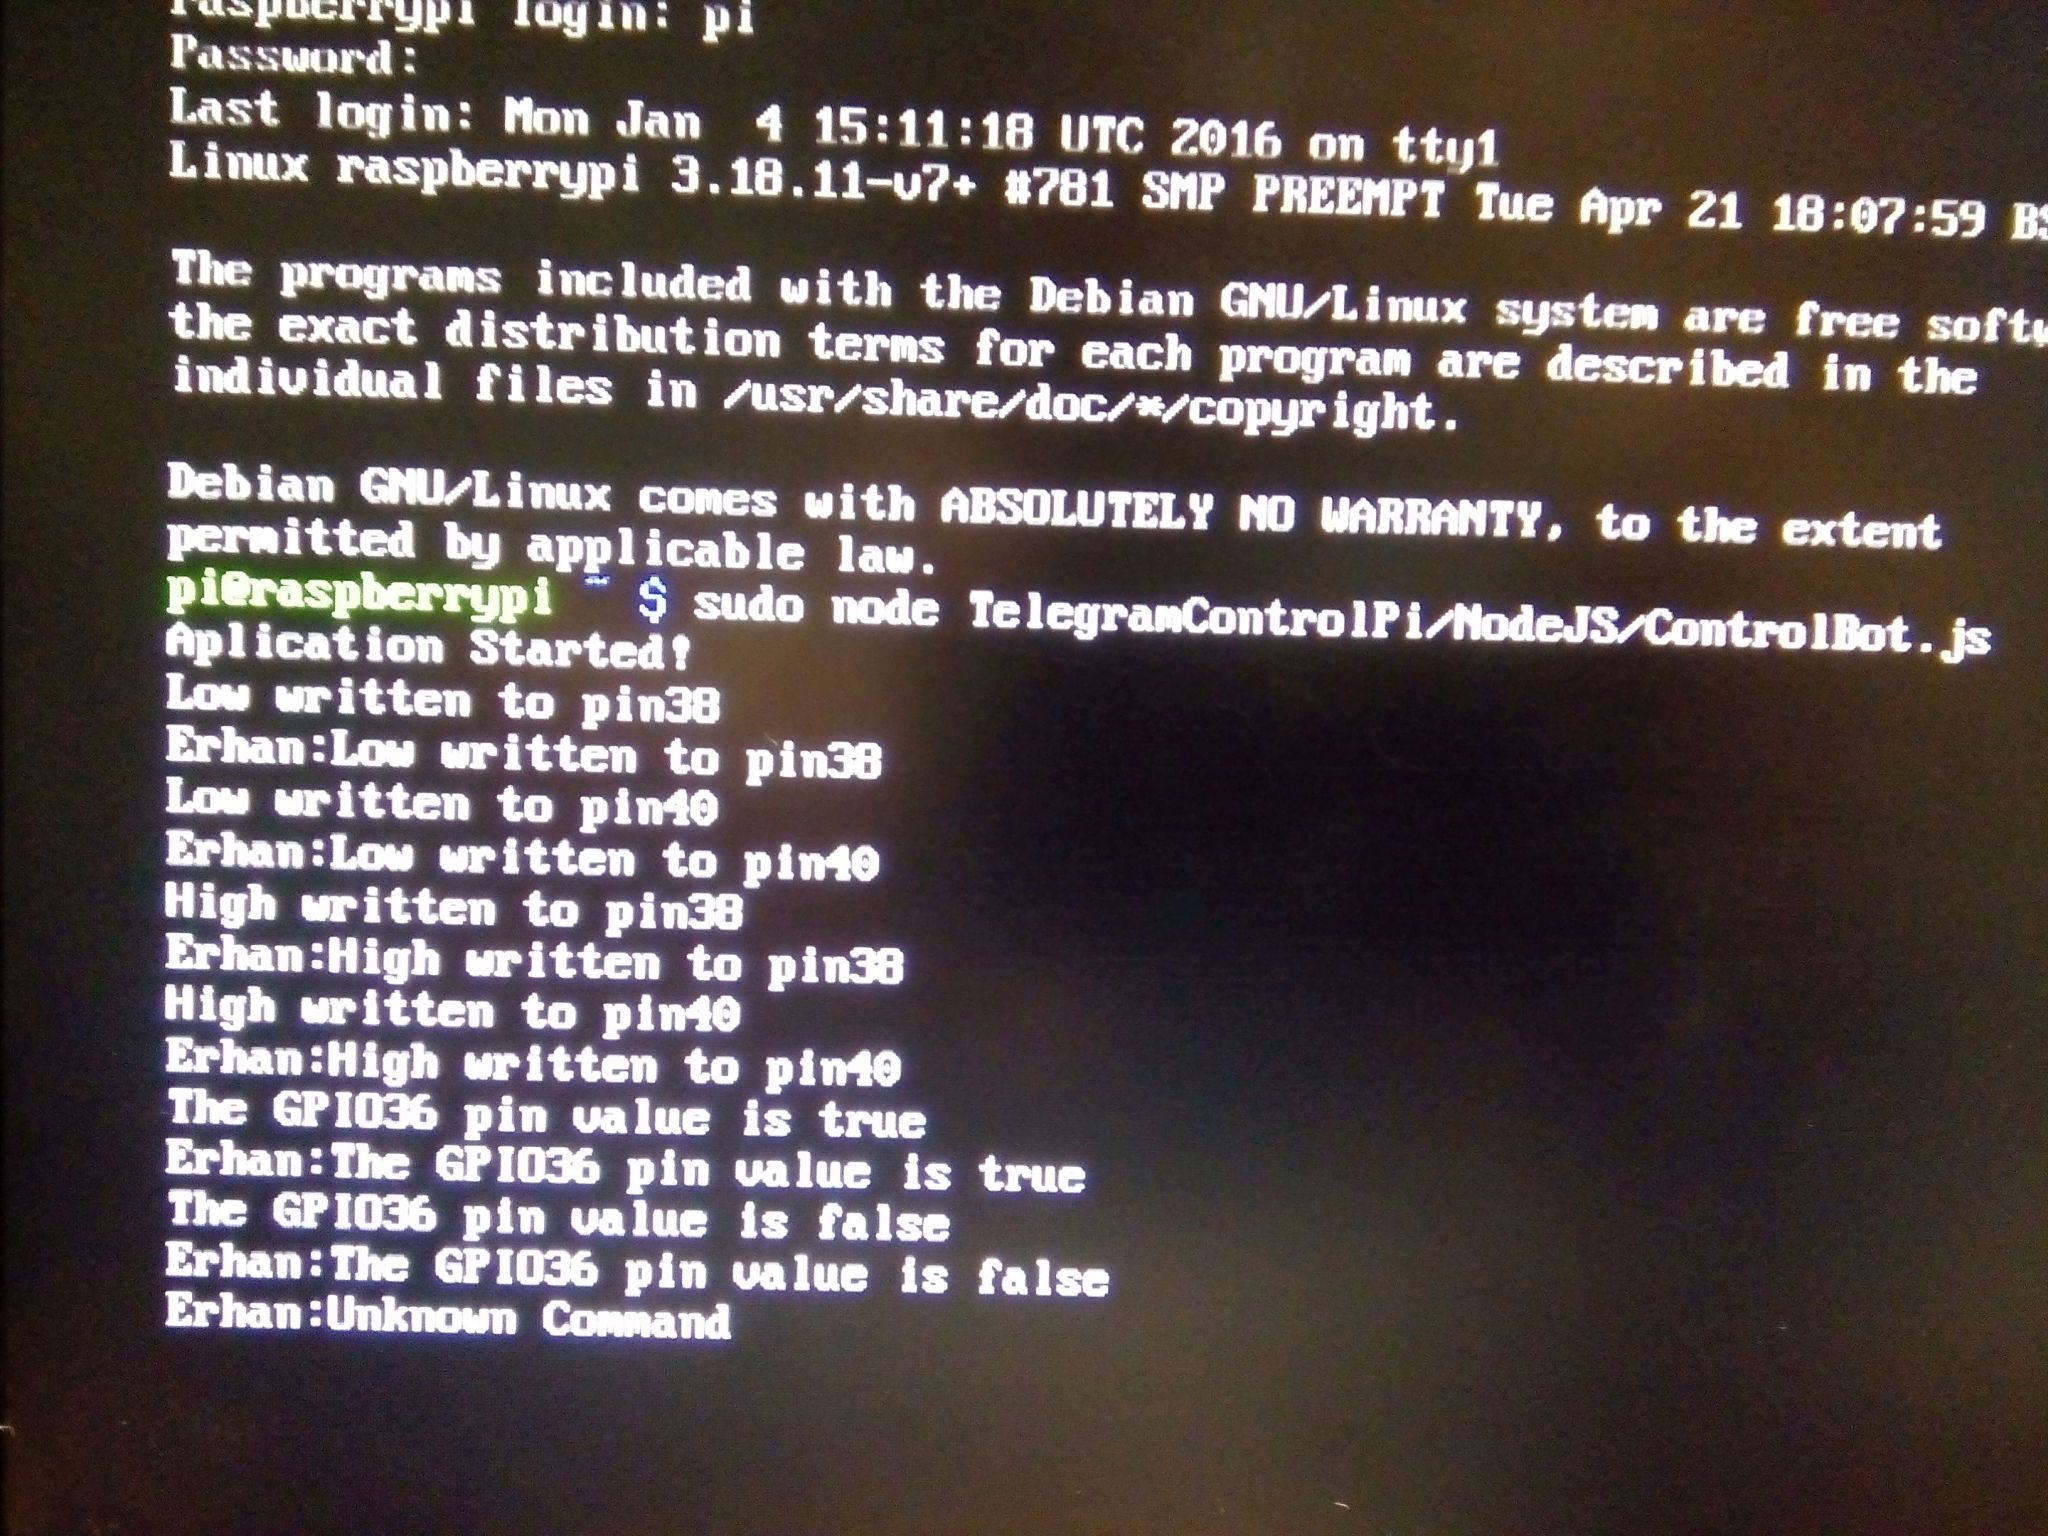 raspberrypi login: pi
Password:
Last login: Mon Jan  4 15:11:18 UTC 2016 on tty1
Linux raspberrypi 3.18.11-v7+ #781 SMP PREEMPT Tue Apr 21 18:07:59 BS
The programs included with the Debian GNU/Linux system are free softw
the exact distribution terms for each program are described in the
individual files in /usr/share/doc/*/copyright.
Debian GNU/Linux comes with ABSOLUTELY NO WARRANTY, to the extent
permitted by applicable law.
pi@raspberrypi ~ $ sudo node TelegramControlPi/NodeJS/ControlBot.js
Aplication Started!
Low written to pin38
Erhan:Low written to pin38
Low written to pin40
Erhan:Low written to pin40
High written to pin38
Erhan:High written to pin38
High written to pin40
Erhan:High written to pin40
The GPIO36 pin value is true
Erhan:The GPIO36 pin value is true
The GPIO36 pin value is false
Erhan:The GPIO36 pin value is false
Erhan:Unknown Command